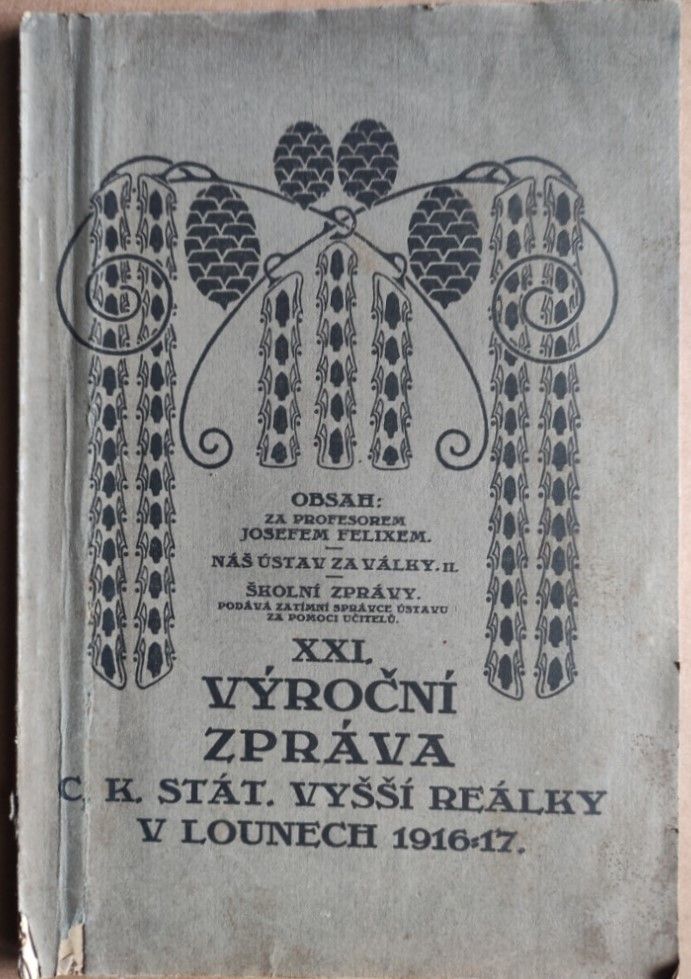 OBSAH:
ZA PROFESOREM
JOSEFEM FELIXEM.
NÁŠ ÚSTAV ZA VÁLKY. II.
ŠKOLNÍ ZPRÁVY.
PODÁVÁ ZATÍMNÍ SPRÁVCE ÚSTAVU
ZA POMOCI UČITELŮ.
XXI.
VÝROČNÍ
ZPRÁVA
C. K. STÁT. VYŠŠÍ REÁLKY
V LOUNECH 1916=17.